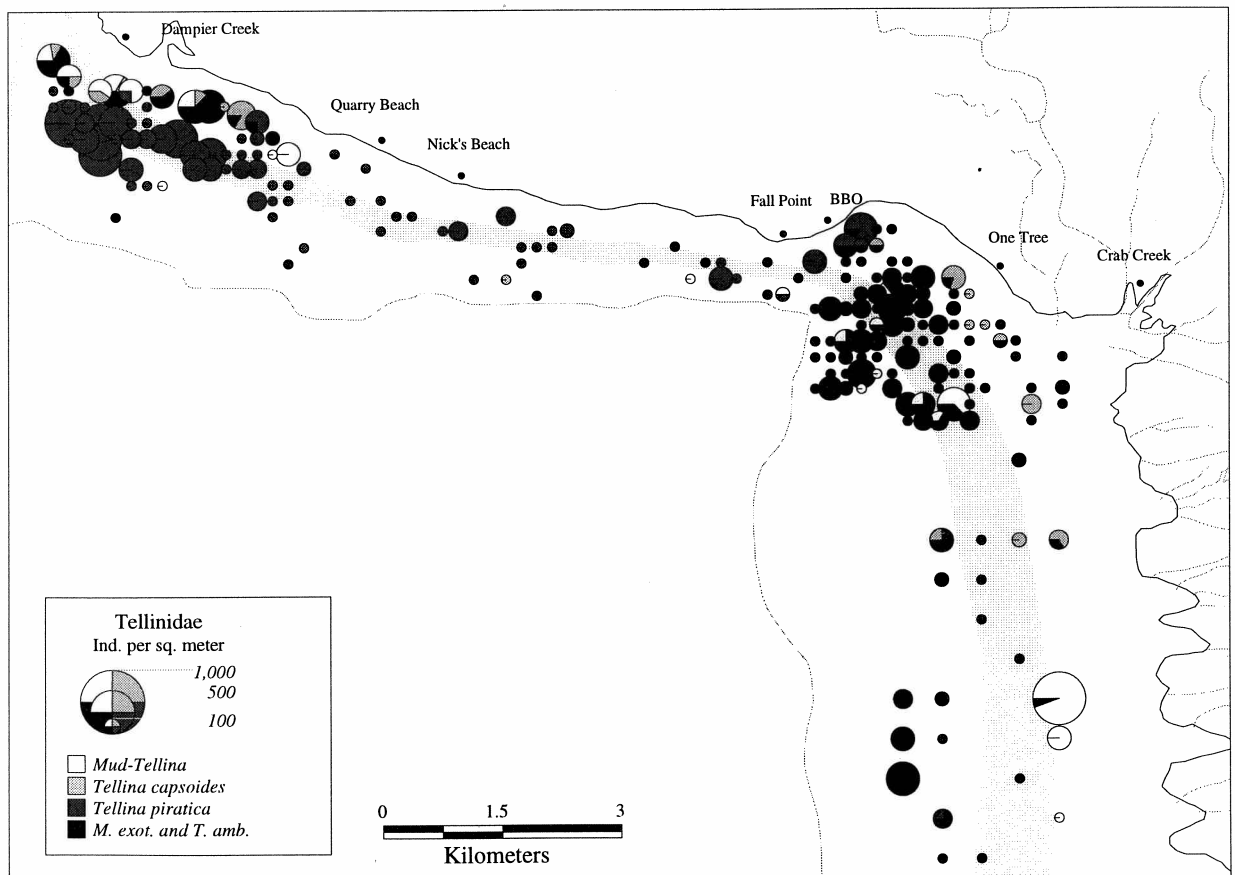 Dampier Creek
Quarry Beach
Nick's Beach
Fall Point
BBO
One Tree
Crab Creek
Tellinidae
Ind. per sq. meter
1,000
500
100
Mud-Tellina
Tellina capsoides
Tellina piratica
M. exot. and T. amb.
0 1.5 3
Kilometers